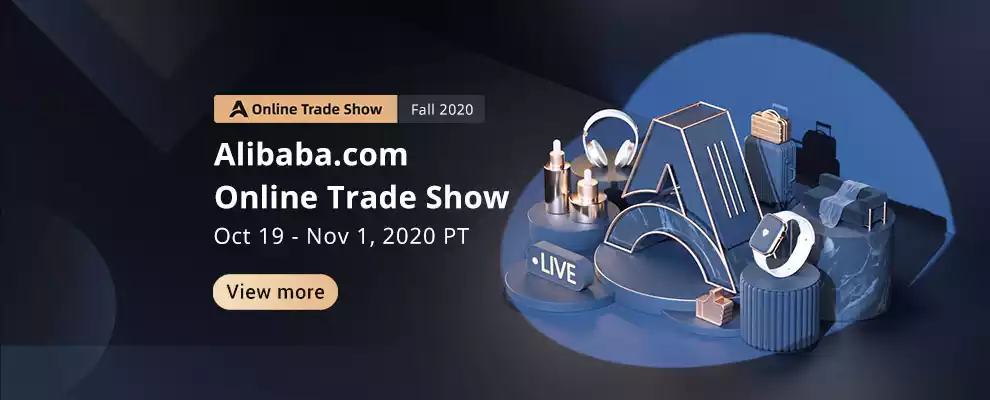 Online Trade Show Fall 2020
Alibaba.com
Online Trade Show
Oct 19 - Nov 1, 2020 PT
View more
LIVE